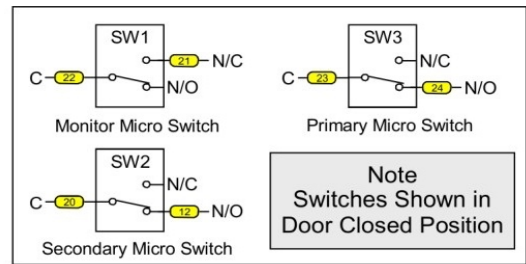 SW1
21 N/C
C 22
N/O
Monitor Micro Switch
SW3
N/C
C 23
24 N/O
Primary Micro Switch
SW2
N/C
C 20
12 N/O
Secondary Micro Switch
Note
Switches Shown in
Door Closed Position